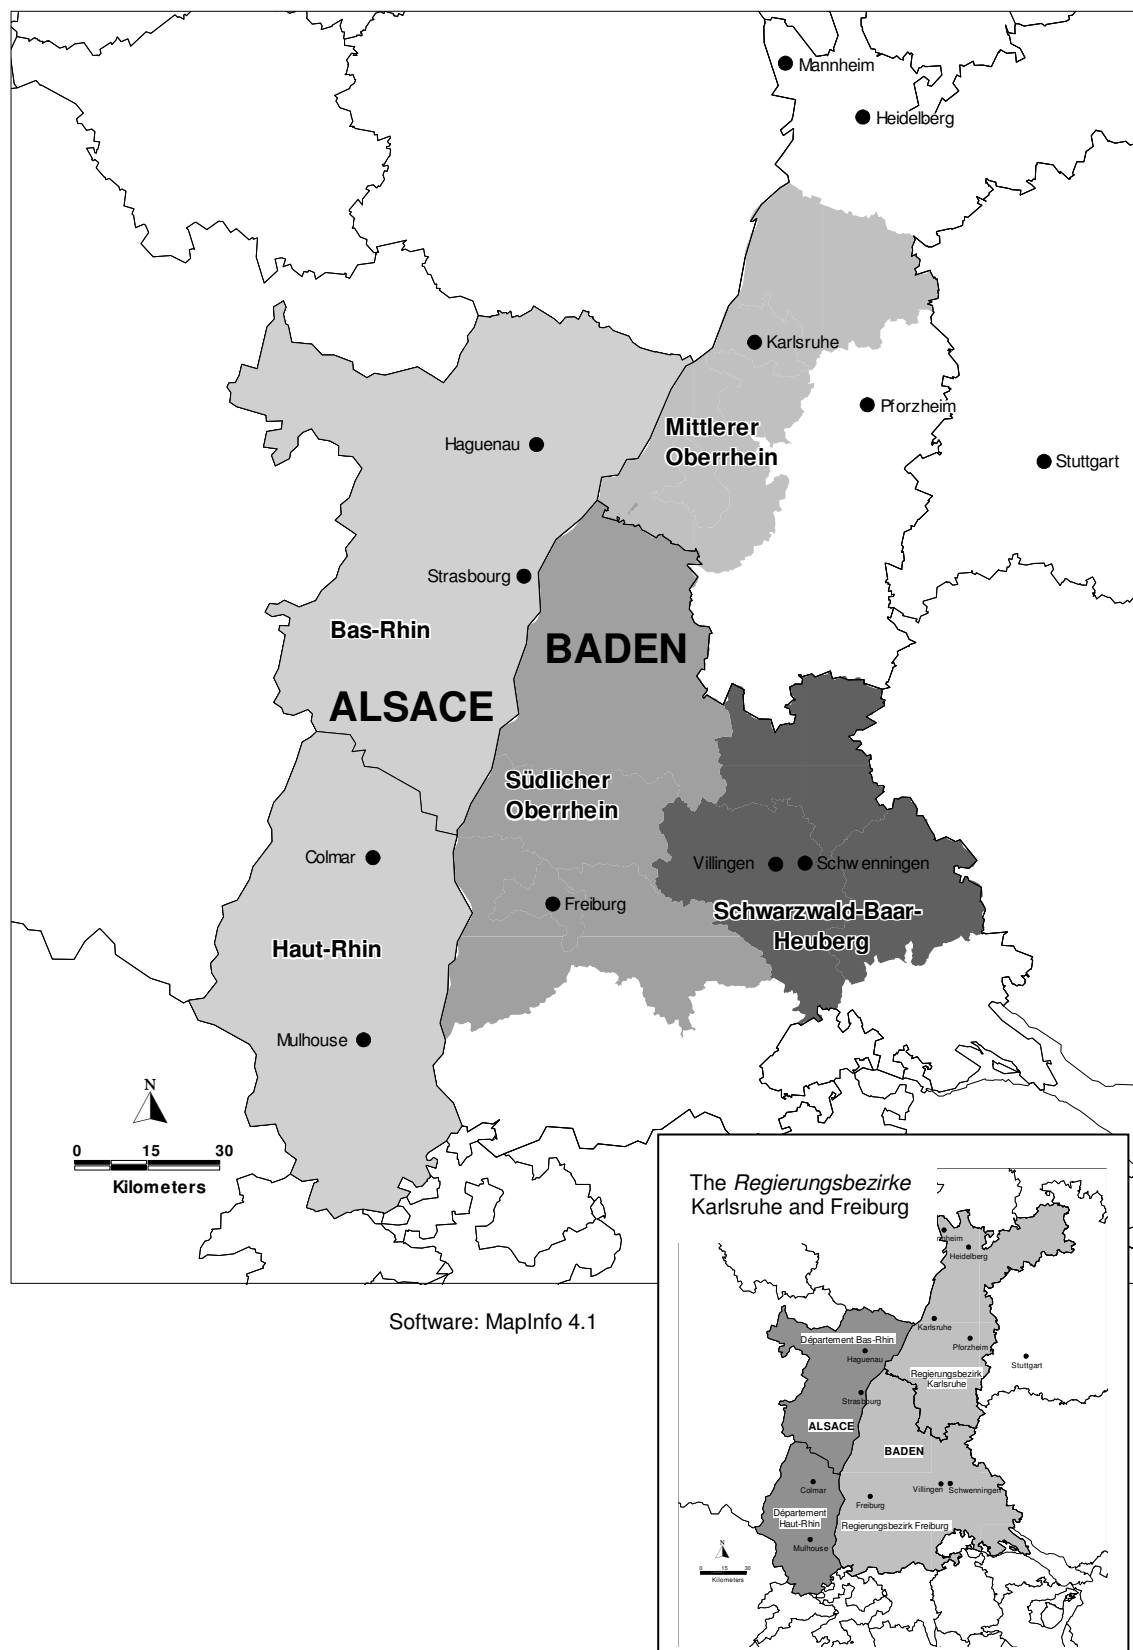 Mannheim
Heidelberg
Karlsruhe
Pforzheim
Mittlerer
Oberrhein
Stuttgart
Haguenau
Strasbourg
Bas-Rhin
BADEN
ALSACE
Südlicher
Oberrhein
Colmar
Villingen
Schwenningen
Freiburg
Schwarzwald-Baar-
Heuberg
Haut-Rhin
Mulhouse
N
0 15 30
Kilometers
Software: MapInfo 4.1
The Regierungsbezirke
Karlsruhe and Freiburg
nnheim
Heidelberg
Karlsruhe
Pforzheim
Stuttgart
Département Bas-Rhin
Haguenau
Regierungsbezirk
Karlsruhe
Strasbourg
ALSACE
BADEN
Colmar
Villingen
Schwenningen
Freiburg
Département
Haut-Rhin
Regierungsbezirk Freiburg
Mulhouse
N
0 15 30
Kilometers